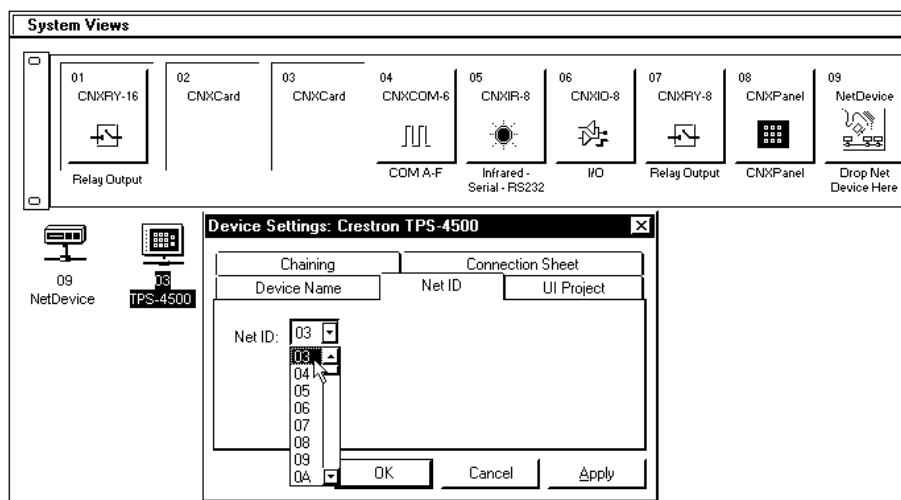 System Views
01 02 03 04 05 06 07 08 09
CNXRY-16 CNXCard CNXCard CNXCOM-6 CNXIR-8 CNXIO-8 CNXRY-8 CNXPanel NetDevice
Relay Output COM A-F Infrared - I/O Relay Output CNXPanel Drop Net
Serial - RS232 Device Here
Device Settings: Crestron TPS-4500
Chaining Connection Sheet
09 03 Device Name Net ID UI Project
NetDevice TPS-4500
Net ID: 03
03
04
05
06
07
08
09
0A
OK Cancel Apply